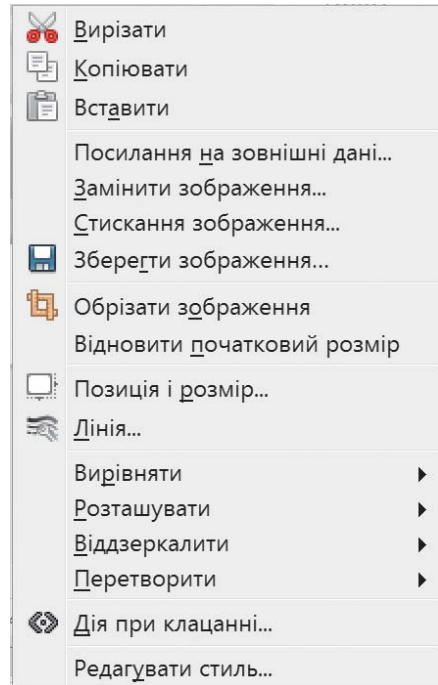 Вирізати
Копіювати
Вставити
Посилання на зовнішні дані...
Замінити зображення...
Стискання зображення...
Зберегти зображення...
Обрізати зображення
Відновити початковий розмір
Позиція і розмір...
Лінія...
Вирівняти
Розташувати
Віддзеркалити
Перетворити
Дія при клацанні...
Редагувати стиль...